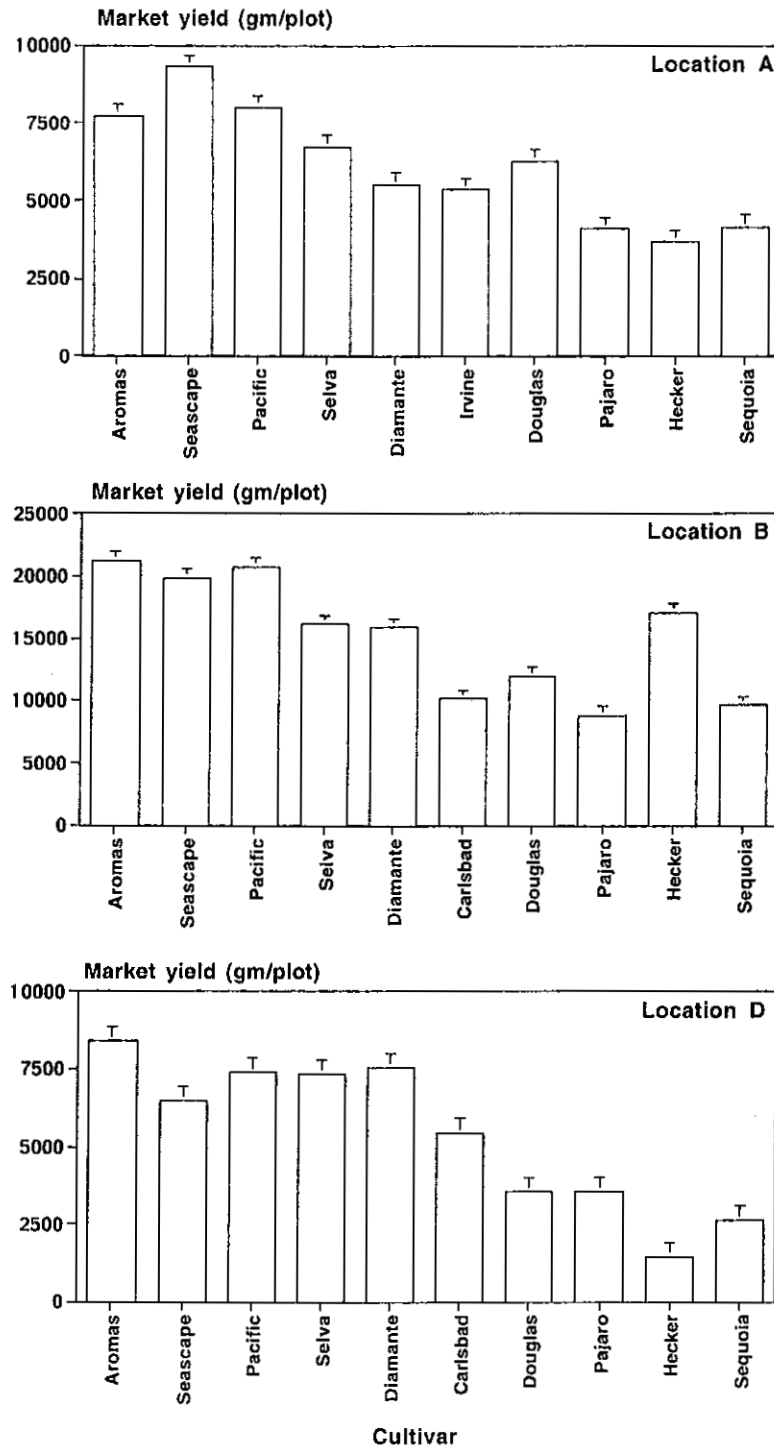 Market yield (gm/plot)
Location A
10000
7500
5000
2500
0
Aromas
Seascape
Pacific
Selva
Diamante
Irvine
Douglas
Pajaro
Hecker
Sequoia
Market yield (gm/plot)
Location B
25000
20000
15000
10000
5000
0
Aromas
Seascape
Pacific
Selva
Diamante
Carlsbad
Douglas
Pajaro
Hecker
Sequoia
Market yield (gm/plot)
Location D
10000
7500
5000
2500
0
Aromas
Seascape
Pacific
Selva
Diamante
Carlsbad
Douglas
Pajaro
Hecker
Sequoia
Cultivar